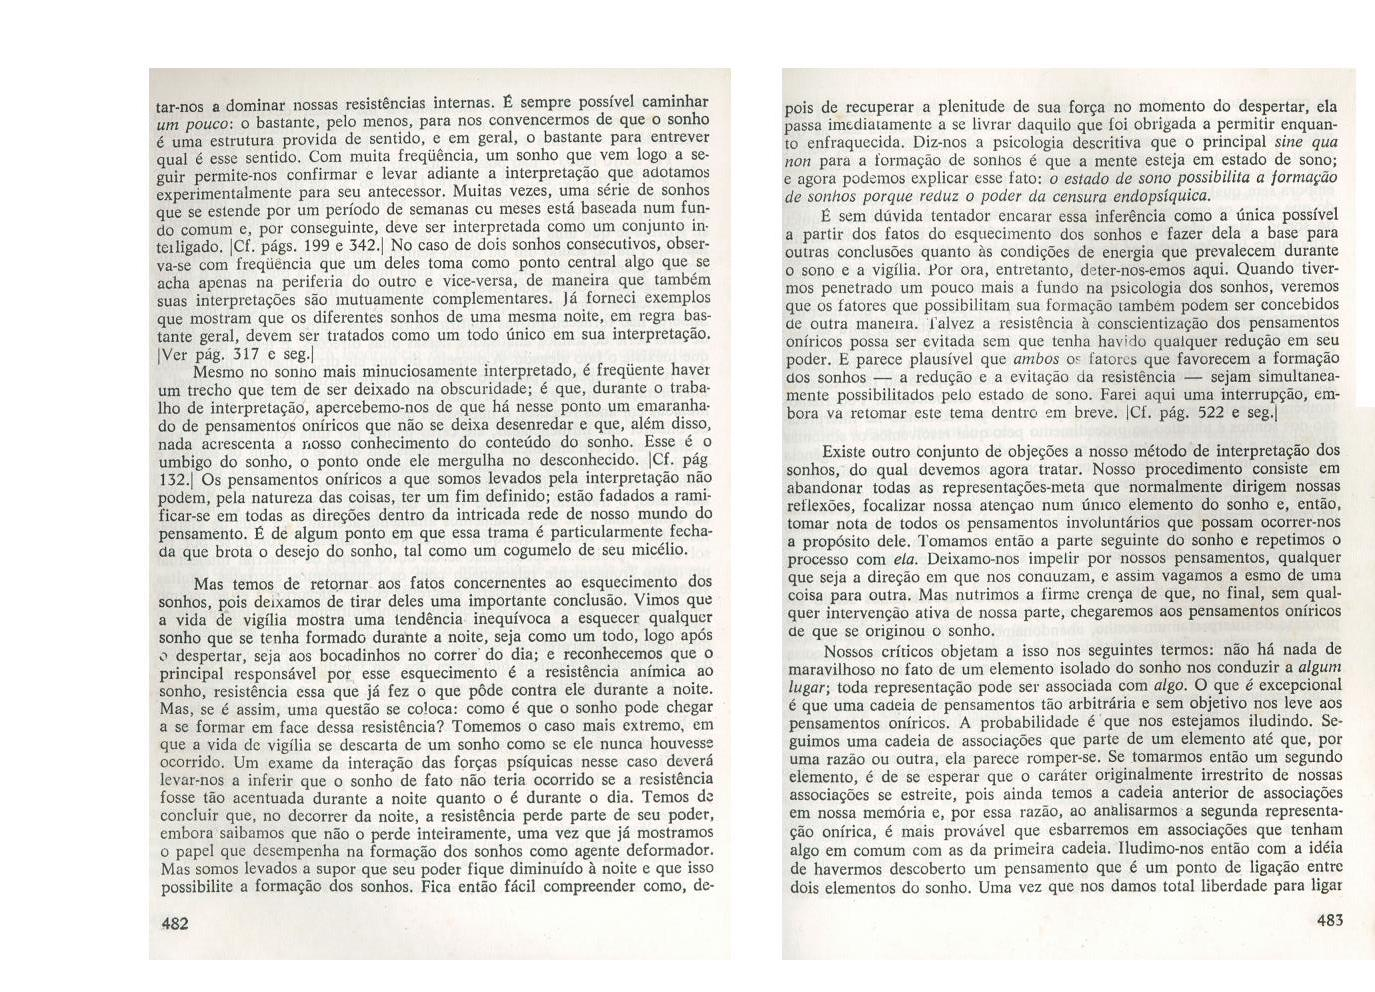 tar-nos a dominar nossas resistências internas. É sempre possível caminhar
um pouco: o bastante, pelo menos, para nos convencermos de que o sonho
é uma estrutura provida de sentido, e em geral, o bastante para entrever
qual é esse sentido. Com muita freqüência, um sonho que vem logo a se-
guir permite-nos confirmar e levar adiante a interpretação que adotamos
experimentalmente para seu antecessor. Muitas vezes, uma série de sonhos
que se estende por um período de semanas ou meses está baseada num fun-
do comum e, por conseguinte, deve ser interpretada como um conjunto in-
terligado. |Cf. págs. 199 e 342.| No caso de dois sonhos consecutivos, obser-
va-se com freqüência que um deles toma como ponto central algo que se
acha apenas na periferia do outro e vice-versa, de maneira que também
suas interpretações são mutuamente complementares. Já forneci exemplos
que mostram que os diferentes sonhos de uma mesma noite, em regra bas-
tante geral, devem ser tratados como um todo único em sua interpretação.
|Ver pág. 317 e seg.|
Mesmo no sonho mais minuciosamente interpretado, é freqüente haver
um trecho que tem de ser deixado na obscuridade; é que, durante o traba-
lho de interpretação, apercebemo-nos de que há nesse ponto um emaranha-
do de pensamentos oníricos que não se deixa desenredar e que, além disso,
nada acrescenta a nosso conhecimento do conteúdo do sonho. Esse é o
umbigo do sonho, o ponto onde ele mergulha no desconhecido. |Cf. pág
132.| Os pensamentos oníricos a que somos levados pela interpretação não
podem, pela natureza das coisas, ter um fim definido; estão fadados a rami-
ficar-se em todas as direções dentro da intricada rede de nosso mundo do
pensamento. É de algum ponto em que essa trama é particularmente fecha-
da que brota o desejo do sonho, tal como um cogumelo de seu micélio.
Mas temos de retornar aos fatos concernentes ao esquecimento dos
sonhos, pois deixamos de tirar deles uma importante conclusão. Vimos que
a vida de vigília mostra uma tendência inequívoca a esquecer qualquer
sonho que se tenha formado durante a noite, seja como um todo, logo após
o despertar, seja aos bocadinhos no correr do dia; e reconhecemos que o
principal responsável por esse esquecimento é a resistência anímica ao
sonho, resistência essa que já fez o que pôde contra ele durante a noite.
Mas, se é assim, uma questão se coloca: como é que o sonho pode chegar
a se formar em face dessa resistência? Tomemos o caso mais extremo, em
que a vida de vigília se descarta de um sonho como se ele nunca houvesse
ocorrido. Um exame da interação das forças psíquicas nesse caso deverá
levar-nos a inferir que o sonho de fato não teria ocorrido se a resistência
fosse tão acentuada durante a noite quanto o é durante o dia. Temos de
concluir que, no decorrer da noite, a resistência perde parte de seu poder,
embora saibamos que não o perde inteiramente, uma vez que já mostramos
o papel que desempenha na formação dos sonhos como agente deformador.
Mas somos levados a supor que seu poder fique diminuído à noite e que isso
possibilite a formação dos sonhos. Fica então fácil compreender como, de-
482
pois de recuperar a plenitude de sua força no momento do despertar, ela
passa imediatamente a se livrar daquilo que foi obrigada a permitir enquan-
to enfraquecida. Diz-nos a psicologia descritiva que o principal sine qua
non para a formação de sonhos é que a mente esteja em estado de sono;
e agora podemos explicar esse fato: o estado de sono possibilita a formação
de sonhos porque reduz o poder da censura endopsíquica.
É sem dúvida tentador encarar essa inferência como a única possível
a partir dos fatos do esquecimento dos sonhos e fazer dela a base para
outras conclusões quanto às condições de energia que prevalecem durante
o sono e a vigília. Por ora, entretanto, deter-nos-emos aqui. Quando tiver-
mos penetrado um pouco mais a fundo na psicologia dos sonhos, veremos
que os fatores que possibilitam sua formação também podem ser concebidos
de outra maneira. Talvez a resistência à conscientização dos pensamentos
oníricos possa ser evitada sem que tenha havido qualquer redução em seu
poder. E parece plausível que ambos os fatores que favorecem a formação
dos sonhos — a redução e a evitação da resistência — sejam simultanea-
mente possibilitados pelo estado de sono. Farei aqui uma interrupção, em-
bora vá retomar este tema dentro em breve. |Cf. pág. 522 e seg.|
Existe outro conjunto de objeções a nosso método de interpretação dos
sonhos, do qual devemos agora tratar. Nosso procedimento consiste em
abandonar todas as representações-meta que normalmente dirigem nossas
reflexões, focalizar nossa atenção num único elemento do sonho e, então,
tomar nota de todos os pensamentos involuntários que possam ocorrer-nos
a propósito dele. Tomamos então a parte seguinte do sonho e repetimos o
processo com ela. Deixamo-nos impelir por nossos pensamentos, qualquer
que seja a direção em que nos conduzam, e assim vagamos a esmo de uma
coisa para outra. Mas nutrimos a firme crença de que, no final, sem qual-
quer intervenção ativa de nossa parte, chegaremos aos pensamentos oníricos
de que se originou o sonho.
Nossos críticos objetam a isso nos seguintes termos: não há nada de
maravilhoso no fato de um elemento isolado do sonho nos conduzir a algum
lugar; toda representação pode ser associada com algo. O que é excepcional
é que uma cadeia de pensamentos tão arbitrária e sem objetivo nos leve aos
pensamentos oníricos. A probabilidade é que nos estejamos iludindo. Se-
guimos uma cadeia de associações que parte de um elemento até que, por
uma razão ou outra, ela parece romper-se. Se tomarmos então um segundo
elemento, é de se esperar que o caráter originalmente irrestrito de nossas
associações se estreite, pois ainda temos a cadeia anterior de associações
em nossa memória e, por essa razão, ao analisarmos a segunda representa-
ção onírica, é mais provável que esbarremos em associações que tenham
algo em comum com as da primeira cadeia. Iludimo-nos então com a idéia
de havermos descoberto um pensamento que é um ponto de ligação entre
dois elementos do sonho. Uma vez que nos damos total liberdade para ligar
483